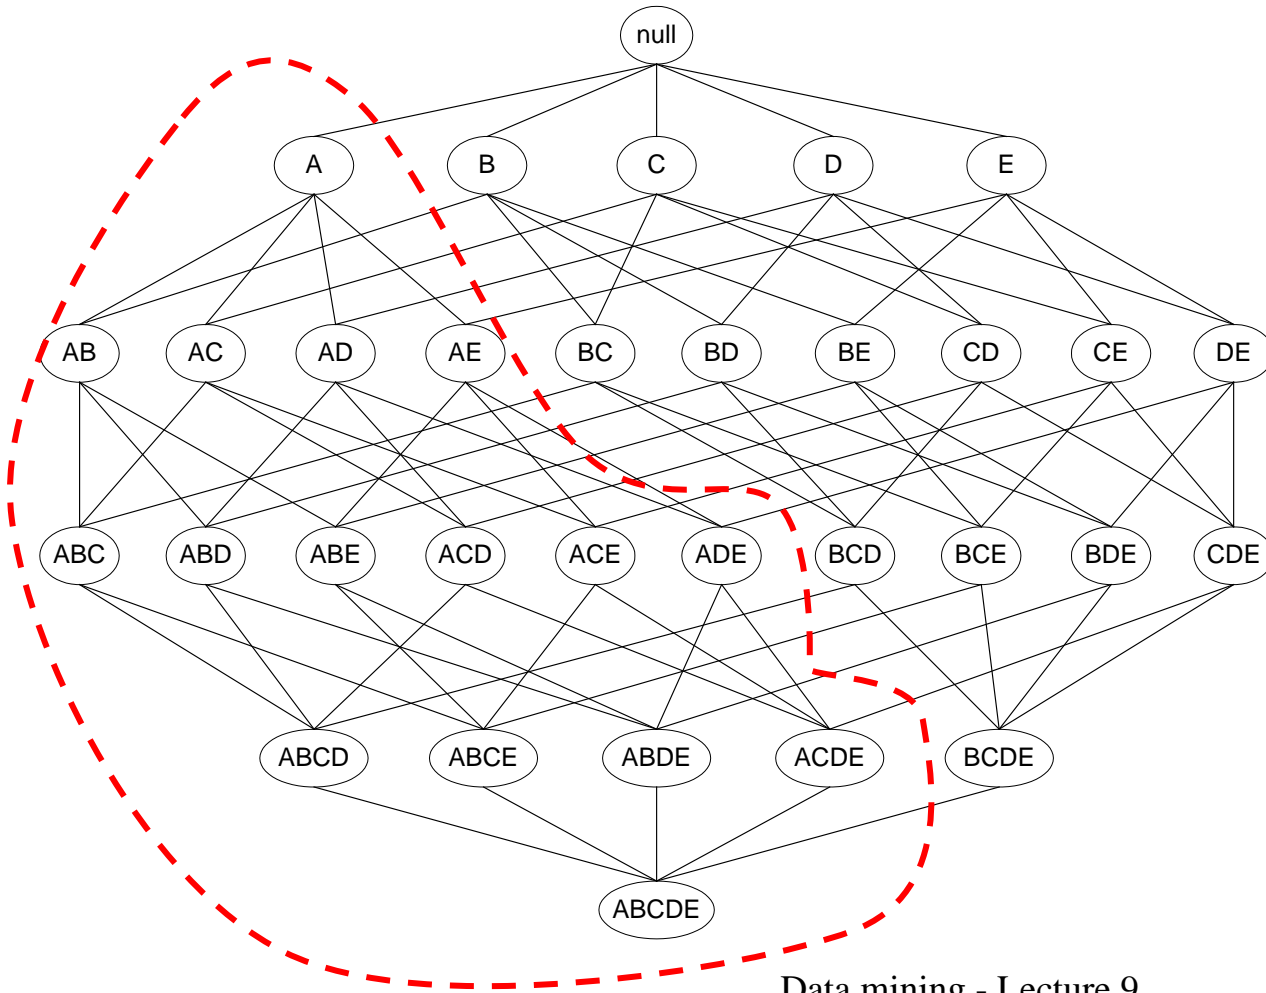 null
A B C D E
AB AC AD AE BC BD BE CD CE DE
ABC ABD ABE ACD ACE ADE BCD BCE BDE CDE
ABCD ABCE ABDE ACDE BCDE
ABCDE
Data mining - Lecture 9